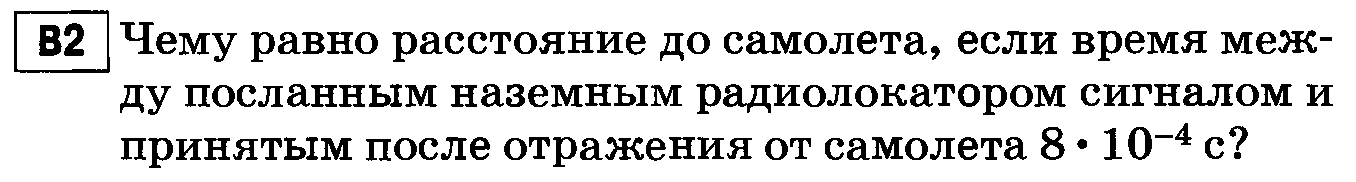 В2 Чему равно расстояние до самолета, если время меж-
ду посланным наземным радиолокатором сигналом и
принятым после отражения от самолета 8 · 10⁻⁴ с?